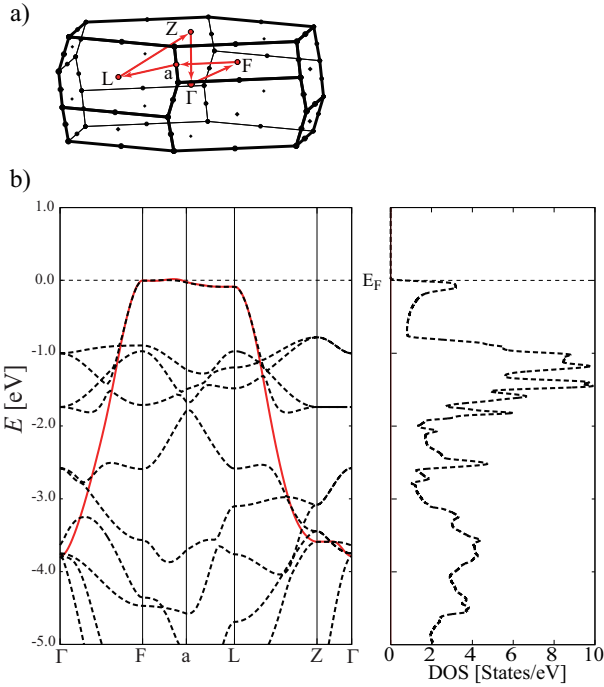 a)
Z
L
a
F
Γ
b)
1.0
0.0
-1.0
-2.0
-3.0
-4.0
-5.0
E [eV]
Γ F a L Z Γ
E_F
0 2 4 6 8 10
DOS [States/eV]